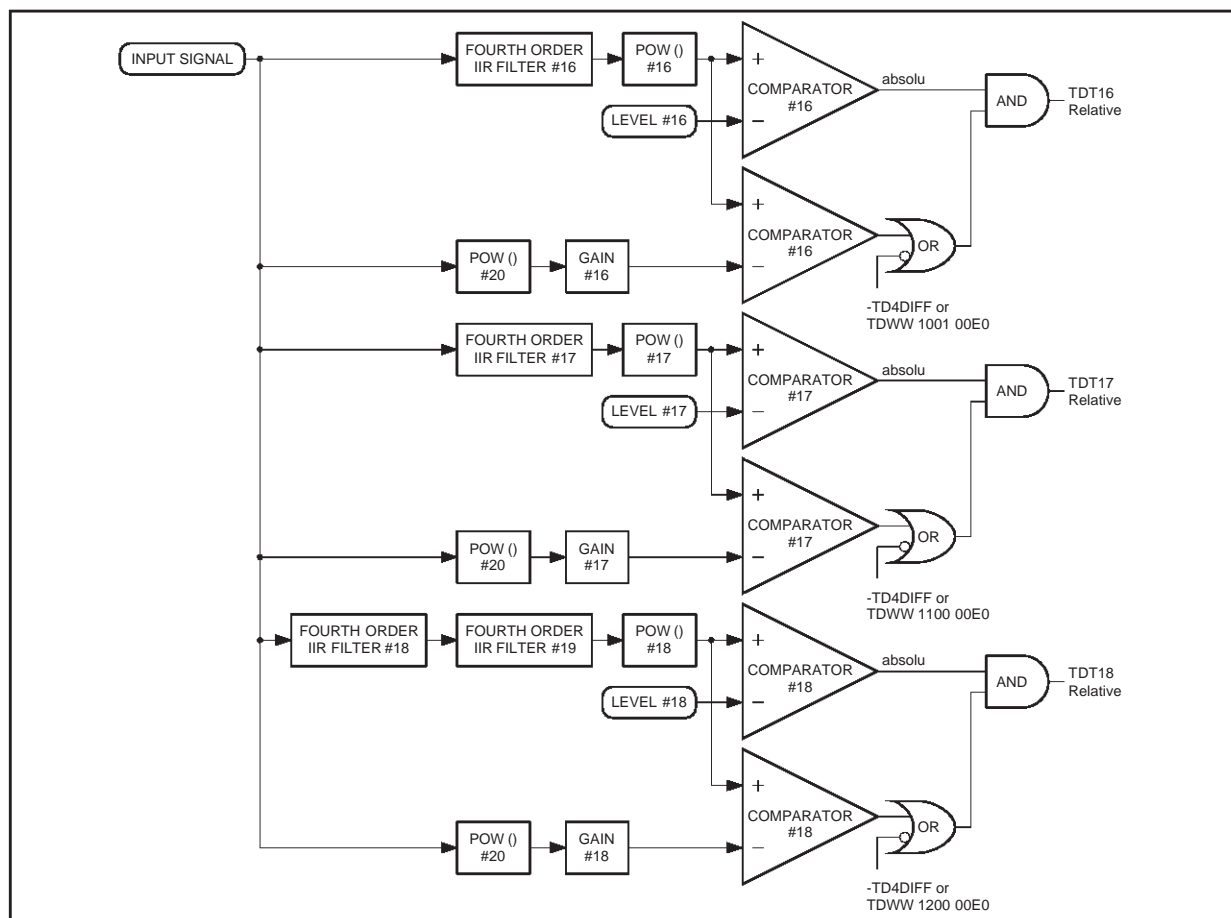 INPUT SIGNAL
FOURTH ORDER
IIR FILTER #16
POW ()
#16
+
COMPARATOR
#16
−
LEVEL #16
absolu
AND
TDT16
Relative
+
COMPARATOR
#16
−
POW ()
#20
GAIN
#16
OR
-TD4DIFF or
TDWW 1001 00E0
FOURTH ORDER
IIR FILTER #17
POW ()
#17
+
COMPARATOR
#17
−
LEVEL #17
absolu
AND
TDT17
Relative
+
COMPARATOR
#17
−
POW ()
#20
GAIN
#17
OR
-TD4DIFF or
TDWW 1100 00E0
FOURTH ORDER
IIR FILTER #18
FOURTH ORDER
IIR FILTER #19
POW ()
#18
+
COMPARATOR
#18
−
LEVEL #18
absolu
AND
TDT18
Relative
+
COMPARATOR
#18
−
POW ()
#20
GAIN
#18
OR
-TD4DIFF or
TDWW 1200 00E0